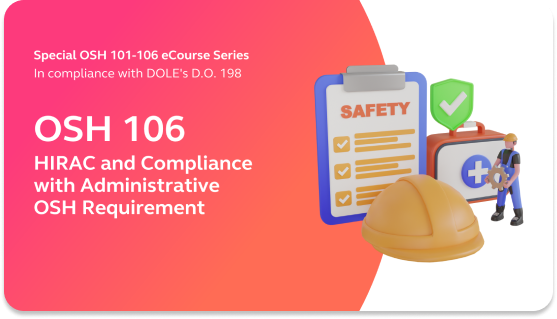 Special OSH 101-106 eCourse Series
In compliance with DOLE's D.O. 198
OSH 106
HIRAC and Compliance
with Administrative
OSH Requirement
SAFETY